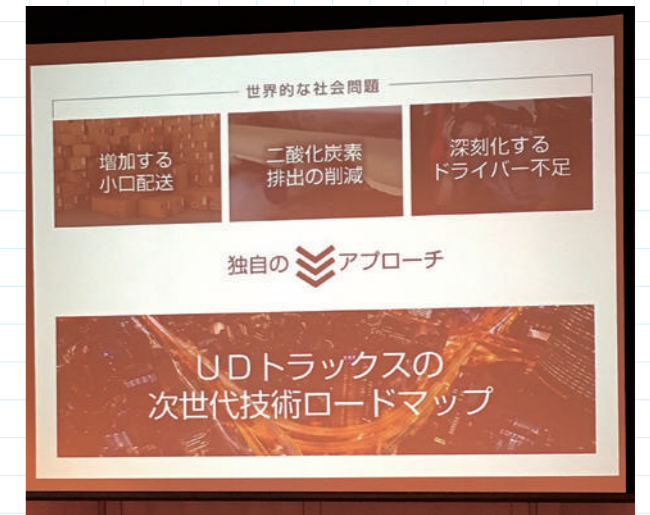 世界的な社会問題
増加する
小口配送
二酸化炭素
排出の削減
深刻化する
ドライバー不足
独自の アプローチ
UDトラックスの
次世代技術ロードマップ